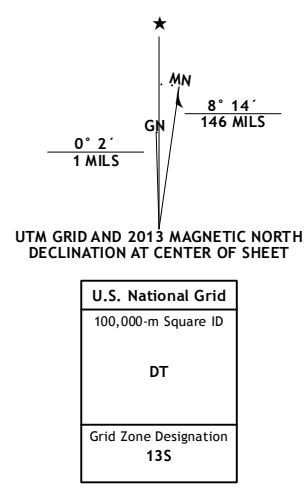 MN
8° 14´
146 MILS
GN
0° 2´
1 MILS
UTM GRID AND 2013 MAGNETIC NORTH
DECLINATION AT CENTER OF SHEET
U.S. National Grid
100,000-m Square ID
DT
Grid Zone Designation
13S